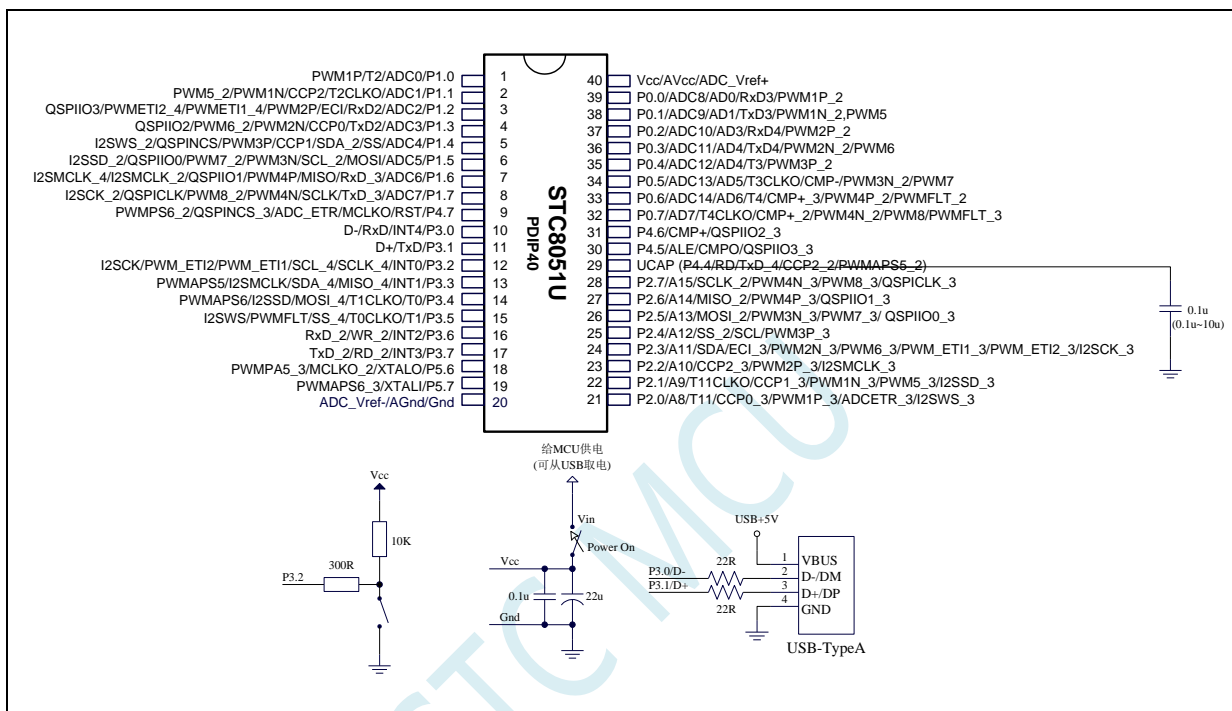 PWM1P/T2/ADC0/P1.0
PWM5_2/PWM1N/CCP2/T2CLKO/ADC1/P1.1
QSPIIO3/PWMETI2_4/PWMETI1_4/PWM2P/ECI/RxD2/ADC2/P1.2
QSPIIO2/PWM6_2/PWM2N/CCP0/TxD2/ADC3/P1.3
I2SWS_2/QSPINCS/PWM3P/CCP1/SDA_2/SS/ADC4/P1.4
I2SSD_2/QSPIIO0/PWM7_2/PWM3N/SCL_2/MOSI/ADC5/P1.5
I2SMCLK_4/I2SMCLK_2/QSPIIO1/PWM4P/MISO/RxD_3/ADC6/P1.6
I2SCK_2/QSPICLK/PWM8_2/PWM4N/SCLK/TxD_3/ADC7/P1.7
PWMPS6_2/QSPINCS_3/ADC_ETR/MCLKO/RST/P4.7
D-/RxD/INT4/P3.0
D+/TxD/P3.1
I2SCK/PWM_ETI2/PWM_ETI1/SCL_4/SCLK_4/INT0/P3.2
PWMAPS5/I2SMCLK/SDA_4/MISO_4/INT1/P3.3
PWMAPS6/I2SSD/MOSI_4/T1CLKO/T0/P3.4
I2SWS/PWMFLT/SS_4/T0CLKO/T1/P3.5
RxD_2/WR_2/INT2/P3.6
TxD_2/RD_2/INT3/P3.7
PWMPA5_3/MCLKO_2/XTALO/P5.6
PWMAPS6_3/XTALI/P5.7
ADC_Vref-/AGnd/Gnd
1
2
3
4
5
6
7
8
9
10
11
12
13
14
15
16
17
18
19
20
STC8051U
PDIP40
40
39
38
37
36
35
34
33
32
31
30
29
28
27
26
25
24
23
22
21
Vcc/AVcc/ADC_Vref+
P0.0/ADC8/AD0/RxD3/PWM1P_2
P0.1/ADC9/AD1/TxD3/PWM1N_2,PWM5
P0.2/ADC10/AD3/RxD4/PWM2P_2
P0.3/ADC11/AD4/TxD4/PWM2N_2/PWM6
P0.4/ADC12/AD4/T3/PWM3P_2
P0.5/ADC13/AD5/T3CLKO/CMP-/PWM3N_2/PWM7
P0.6/ADC14/AD6/T4/CMP+_3/PWM4P_2/PWMFLT_2
P0.7/AD7/T4CLKO/CMP+_2/PWM4N_2/PWM8/PWMFLT_3
P4.6/CMP+/QSPIIO2_3
P4.5/ALE/CMPO/QSPIIO3_3
UCAP (P4.4/RD/TxD_4/CCP2_2/PWMAPS5_2)
P2.7/A15/SCLK_2/PWM4N_3/PWM8_3/QSPICLK_3
P2.6/A14/MISO_2/PWM4P_3/QSPIIO1_3
P2.5/A13/MOSI_2/PWM3N_3/PWM7_3/ QSPIIO0_3
P2.4/A12/SS_2/SCL/PWM3P_3
P2.3/A11/SDA/ECI_3/PWM2N_3/PWM6_3/PWM_ETI1_3/PWM_ETI2_3/I2SCK_3
P2.2/A10/CCP2_3/PWM2P_3/I2SMCLK_3
P2.1/A9/T11CLKO/CCP1_3/PWM1N_3/PWM5_3/I2SSD_3
P2.0/A8/T11/CCP0_3/PWM1P_3/ADCETR_3/I2SWS_3
0.1u
(0.1u~10u)
Vcc
10K
300R
P3.2
给MCU供电
(可从USB取电)
Vin
Power On
Vcc
0.1u
22u
Gnd
USB+5V
P3.0/D-
P3.1/D+
22R
22R
1
2
3
4
VBUS
D-/DM
D+/DP
GND
USB-TypeA
STC MCU